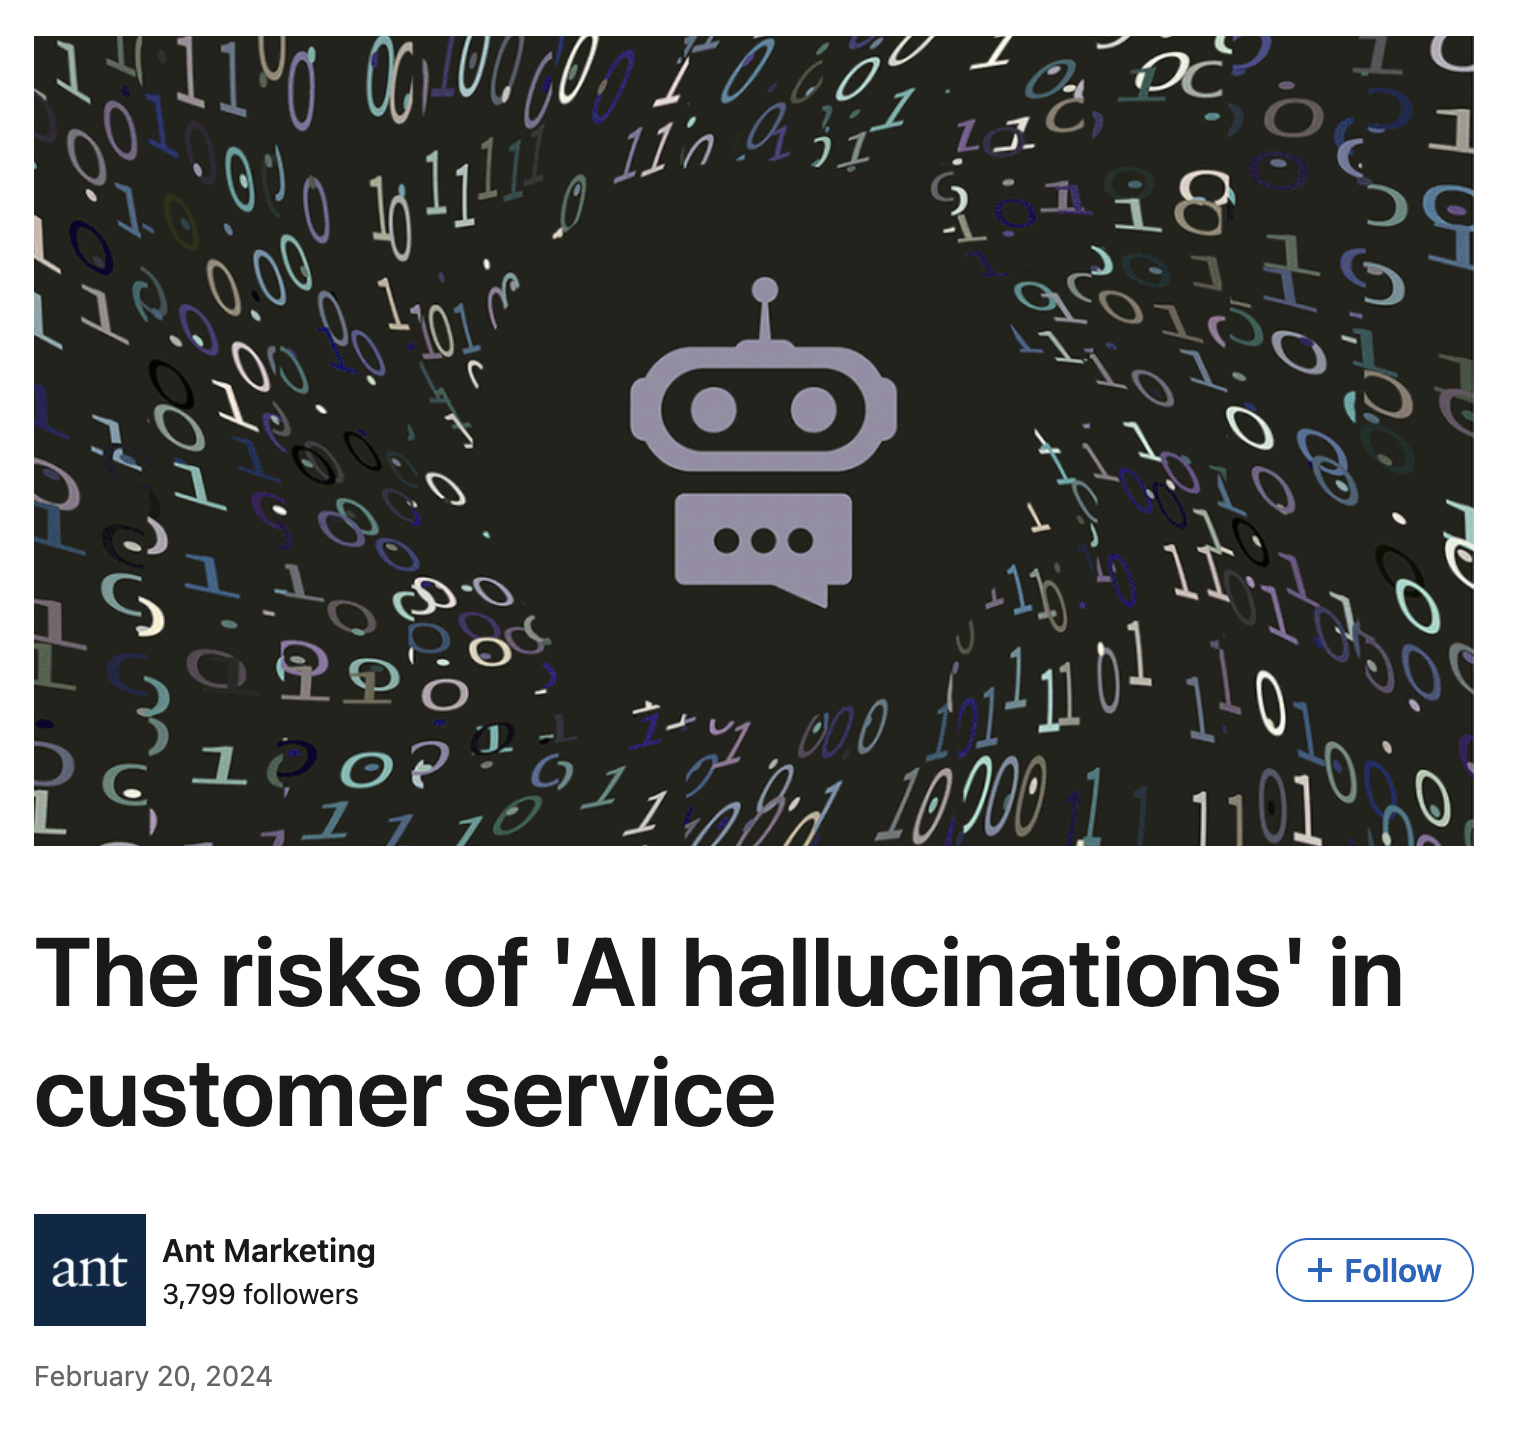 The risks of 'AI hallucinations' in
customer service
ant
Ant Marketing
3,799 followers
+ Follow
February 20, 2024